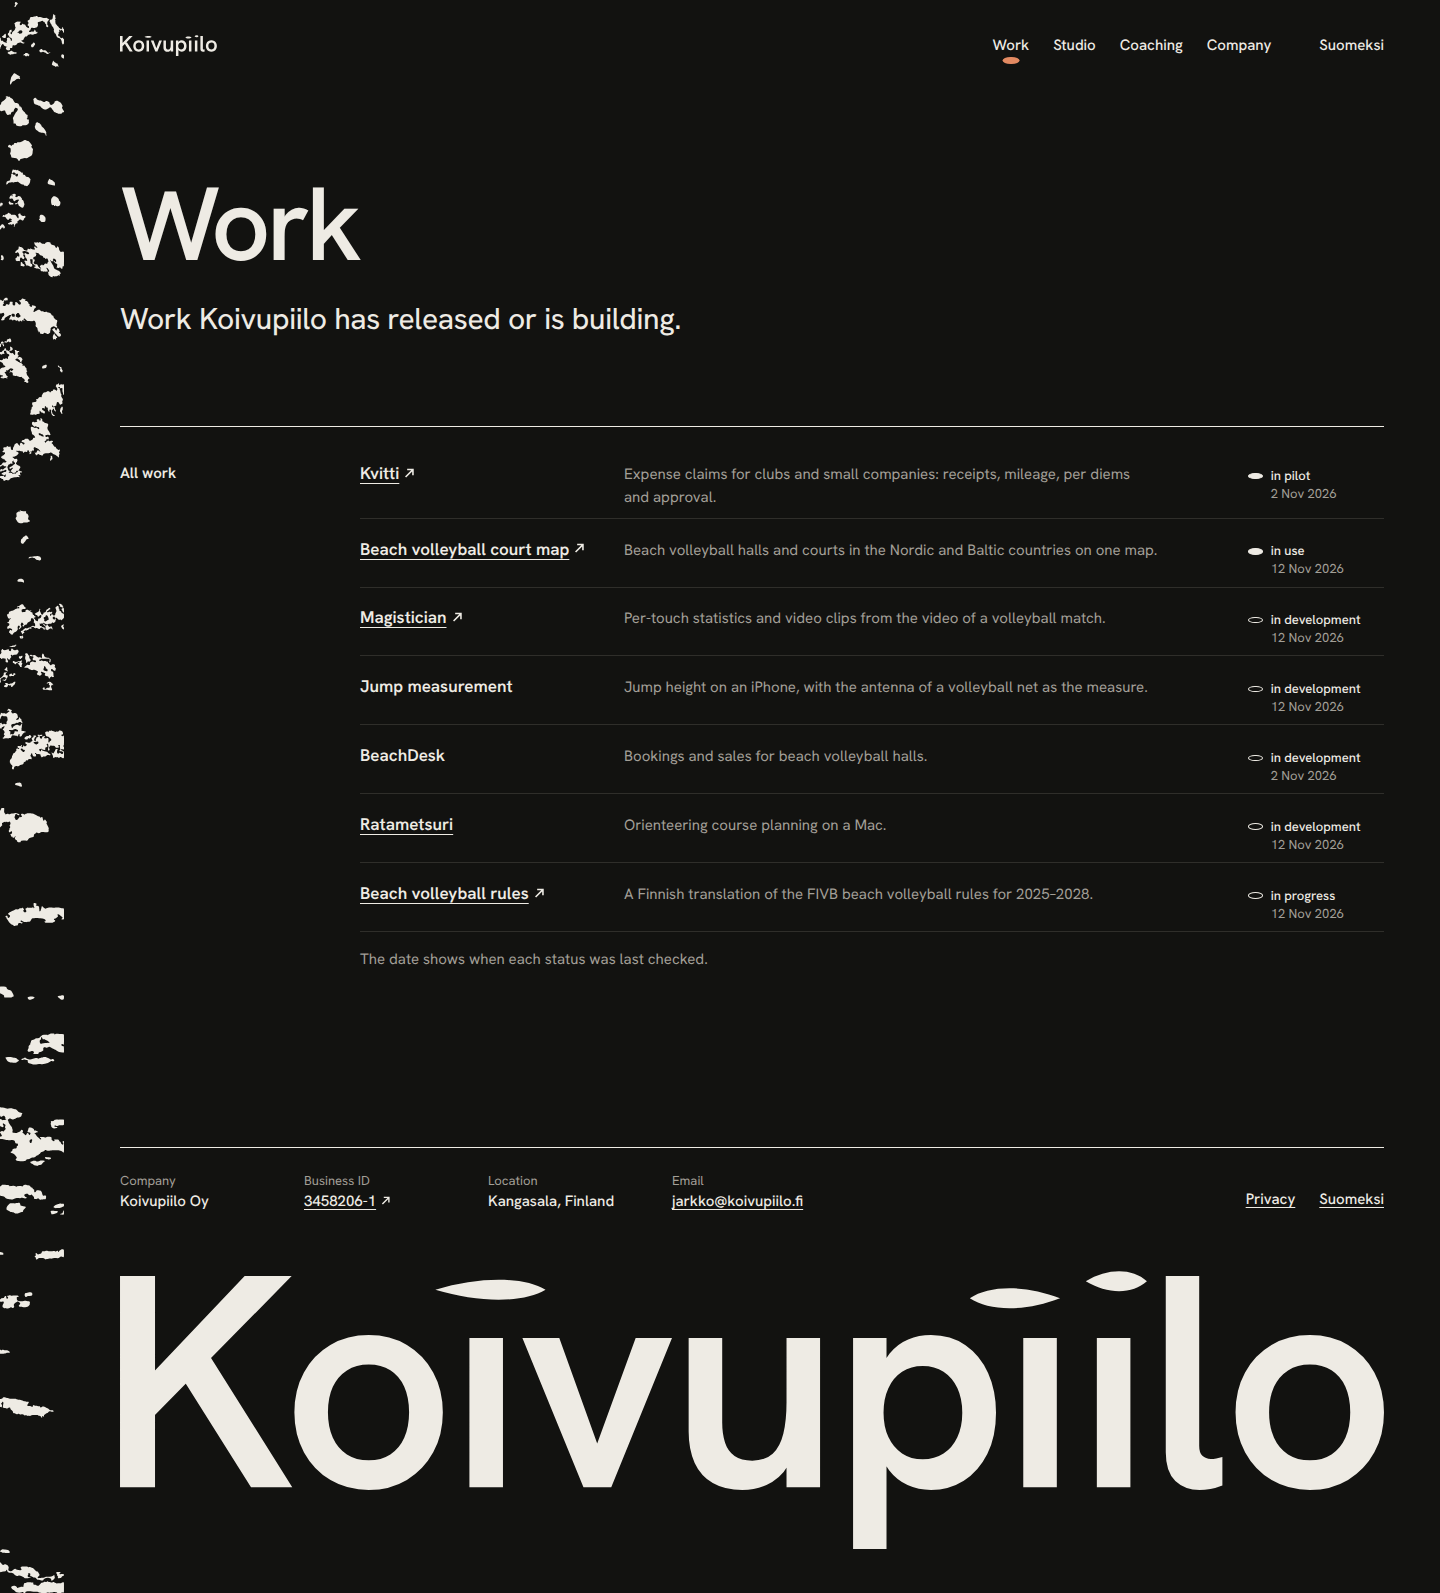 Koivupiilo
Work Studio Coaching Company Suomeksi
Work
Work Koivupiilo has released or is building.
All work
Kvitti ↗
Expense claims for clubs and small companies: receipts, mileage, per diems
and approval.
in pilot
2 Nov 2026
Beach volleyball court map ↗
Beach volleyball halls and courts in the Nordic and Baltic countries on one map.
in use
12 Nov 2026
Magistician ↗
Per-touch statistics and video clips from the video of a volleyball match.
in development
12 Nov 2026
Jump measurement
Jump height on an iPhone, with the antenna of a volleyball net as the measure.
in development
12 Nov 2026
BeachDesk
Bookings and sales for beach volleyball halls.
in development
2 Nov 2026
Ratametsuri
Orienteering course planning on a Mac.
in development
12 Nov 2026
Beach volleyball rules ↗
A Finnish translation of the FIVB beach volleyball rules for 2025–2028.
in progress
12 Nov 2026
The date shows when each status was last checked.
Company
Koivupiilo Oy
Business ID
3458206-1 ↗
Location
Kangasala, Finland
Email
jarkko@koivupiilo.fi
Privacy Suomeksi
Koivupiilo